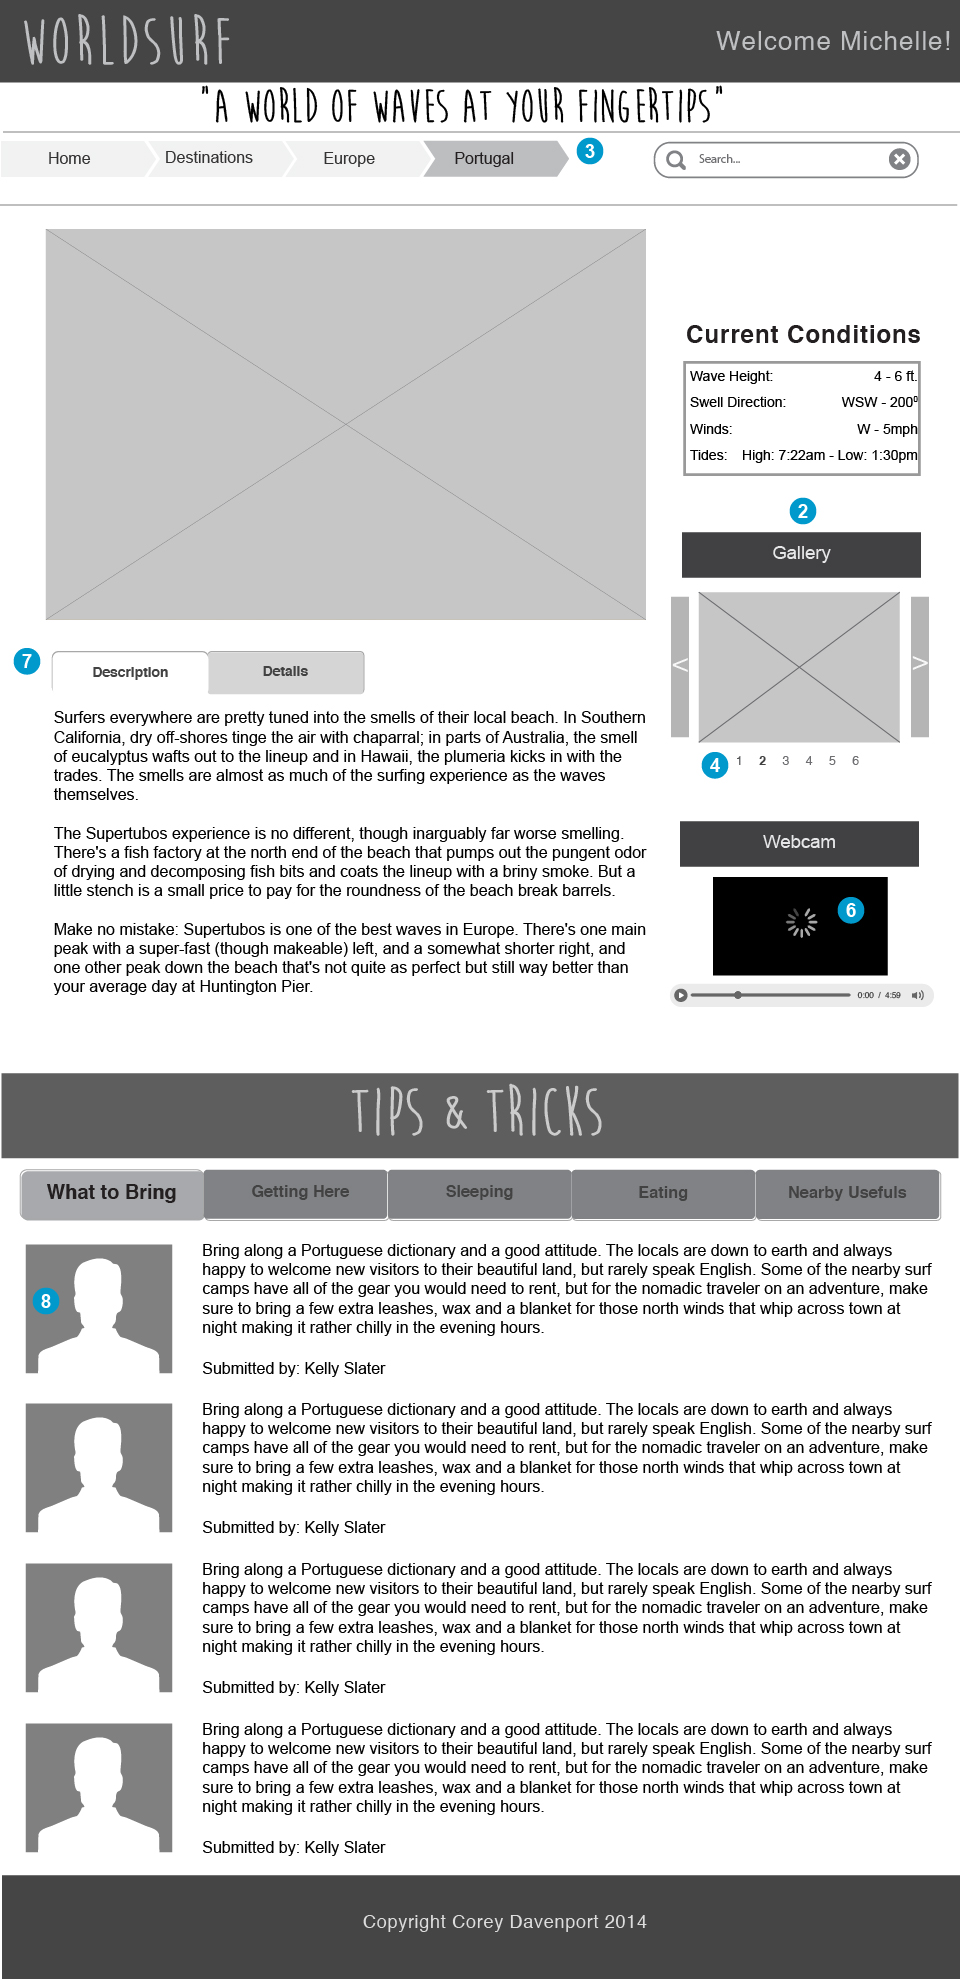 WORLDSURF
Welcome Michelle!
"A WORLD OF WAVES AT YOUR FINGERTIPS"
Home Destinations Europe Portugal 3 Search...
Current Conditions
Wave Height: 4 - 6 ft.
Swell Direction: WSW - 200⁰
Winds: W - 5mph
Tides: High: 7:22am - Low: 1:30pm
2
Gallery
< >
4 1 2 3 4 5 6
Webcam
6
0:00 / 4:59
7 Description Details
Surfers everywhere are pretty tuned into the smells of their local beach. In Southern
California, dry off-shores tinge the air with chaparral; in parts of Australia, the smell
of eucalyptus wafts out to the lineup and in Hawaii, the plumeria kicks in with the
trades. The smells are almost as much of the surfing experience as the waves
themselves.
The Supertubos experience is no different, though inarguably far worse smelling.
There's a fish factory at the north end of the beach that pumps out the pungent odor
of drying and decomposing fish bits and coats the lineup with a briny smoke. But a
little stench is a small price to pay for the roundness of the beach break barrels.
Make no mistake: Supertubos is one of the best waves in Europe. There's one main
peak with a super-fast (though makeable) left, and a somewhat shorter right, and
one other peak down the beach that's not quite as perfect but still way better than
your average day at Huntington Pier.
TIPS & TRICKS
What to Bring Getting Here Sleeping Eating Nearby Usefuls
8
Bring along a Portuguese dictionary and a good attitude. The locals are down to earth and always
happy to welcome new visitors to their beautiful land, but rarely speak English. Some of the nearby surf
camps have all of the gear you would need to rent, but for the nomadic traveler on an adventure, make
sure to bring a few extra leashes, wax and a blanket for those north winds that whip across town at
night making it rather chilly in the evening hours.
Submitted by: Kelly Slater
Bring along a Portuguese dictionary and a good attitude. The locals are down to earth and always
happy to welcome new visitors to their beautiful land, but rarely speak English. Some of the nearby surf
camps have all of the gear you would need to rent, but for the nomadic traveler on an adventure, make
sure to bring a few extra leashes, wax and a blanket for those north winds that whip across town at
night making it rather chilly in the evening hours.
Submitted by: Kelly Slater
Bring along a Portuguese dictionary and a good attitude. The locals are down to earth and always
happy to welcome new visitors to their beautiful land, but rarely speak English. Some of the nearby surf
camps have all of the gear you would need to rent, but for the nomadic traveler on an adventure, make
sure to bring a few extra leashes, wax and a blanket for those north winds that whip across town at
night making it rather chilly in the evening hours.
Submitted by: Kelly Slater
Bring along a Portuguese dictionary and a good attitude. The locals are down to earth and always
happy to welcome new visitors to their beautiful land, but rarely speak English. Some of the nearby surf
camps have all of the gear you would need to rent, but for the nomadic traveler on an adventure, make
sure to bring a few extra leashes, wax and a blanket for those north winds that whip across town at
night making it rather chilly in the evening hours.
Submitted by: Kelly Slater
Copyright Corey Davenport 2014